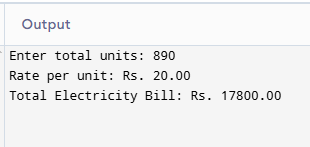 Output
Enter total units: 890
Rate per unit: Rs. 20.00
Total Electricity Bill: Rs. 17800.00